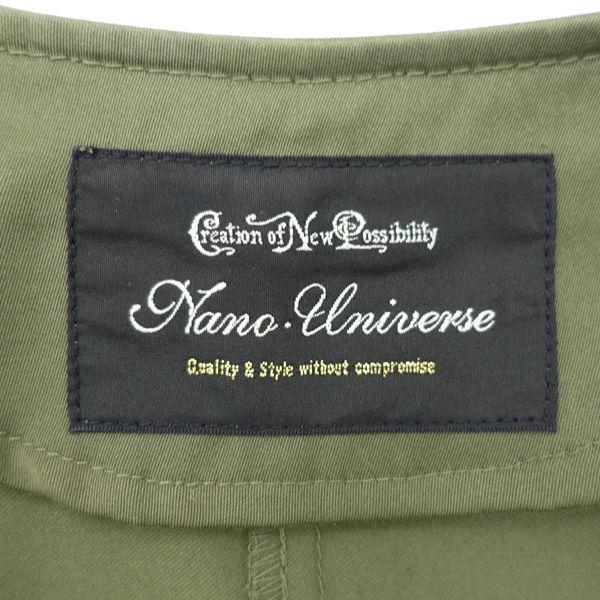 Creation of New Possibility
Nano·Universe
Quality & Style without compromise